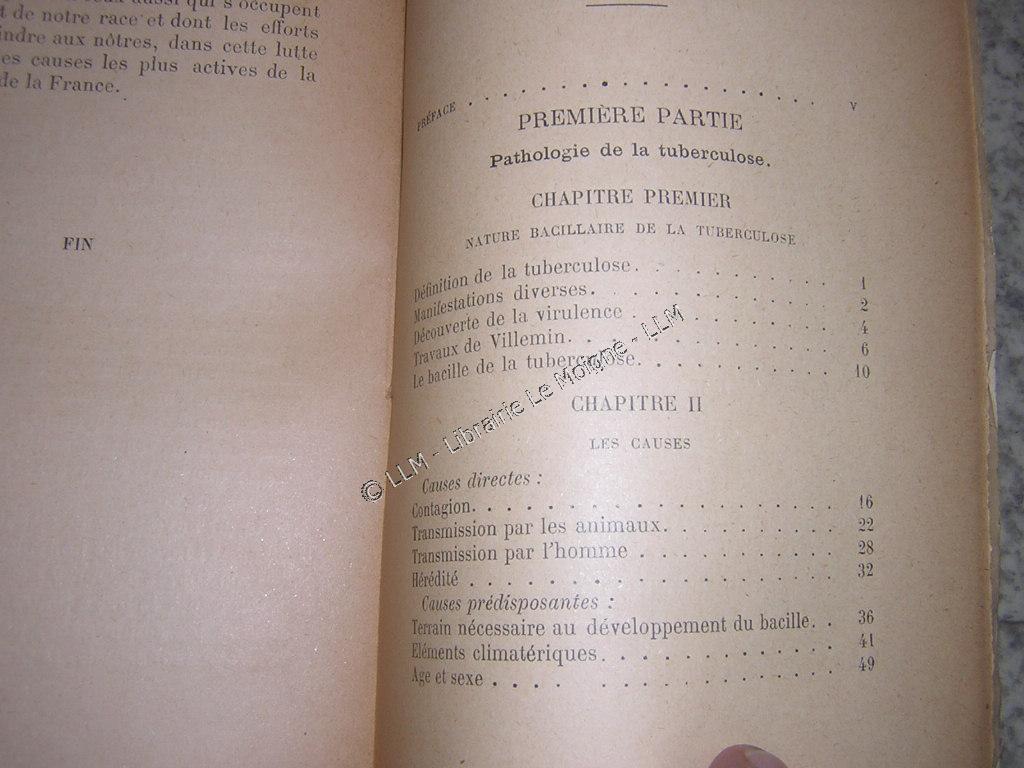 aussi qui s'occupent
t de notre race et dont les efforts
indre aux nôtres, dans cette lutte
es causes les plus actives de la
de la France.
FIN
PRÉFACE . . . . . . . . . . . . . . . . v
PREMIÈRE PARTIE
Pathologie de la tuberculose.
CHAPITRE PREMIER
NATURE BACILLAIRE DE LA TUBERCULOSE
Définition de la tuberculose. . . . . . . . . . 1
Manifestations diverses. . . . . . . . . . . . 2
Découverte de la virulence . . . . . . . . . . 4
Travaux de Villemin. . . . . . . . . . . . . 6
Le bacille de la tuberculose. . . . . . . . . . 10
CHAPITRE II
LES CAUSES
Causes directes :
Contagion. . . . . . . . . . . . . . . . . 16
Transmission par les animaux. . . . . . . . . 22
Transmission par l'homme . . . . . . . . . . 28
Hérédité . . . . . . . . . . . . . . . . . 32
Causes prédisposantes :
Terrain nécessaire au développement du bacille. . 36
Eléments climatériques. . . . . . . . . . . . 41
Age et sexe . . . . . . . . . . . . . . . 49
© LLM - Librairie Le Moigne - LLM